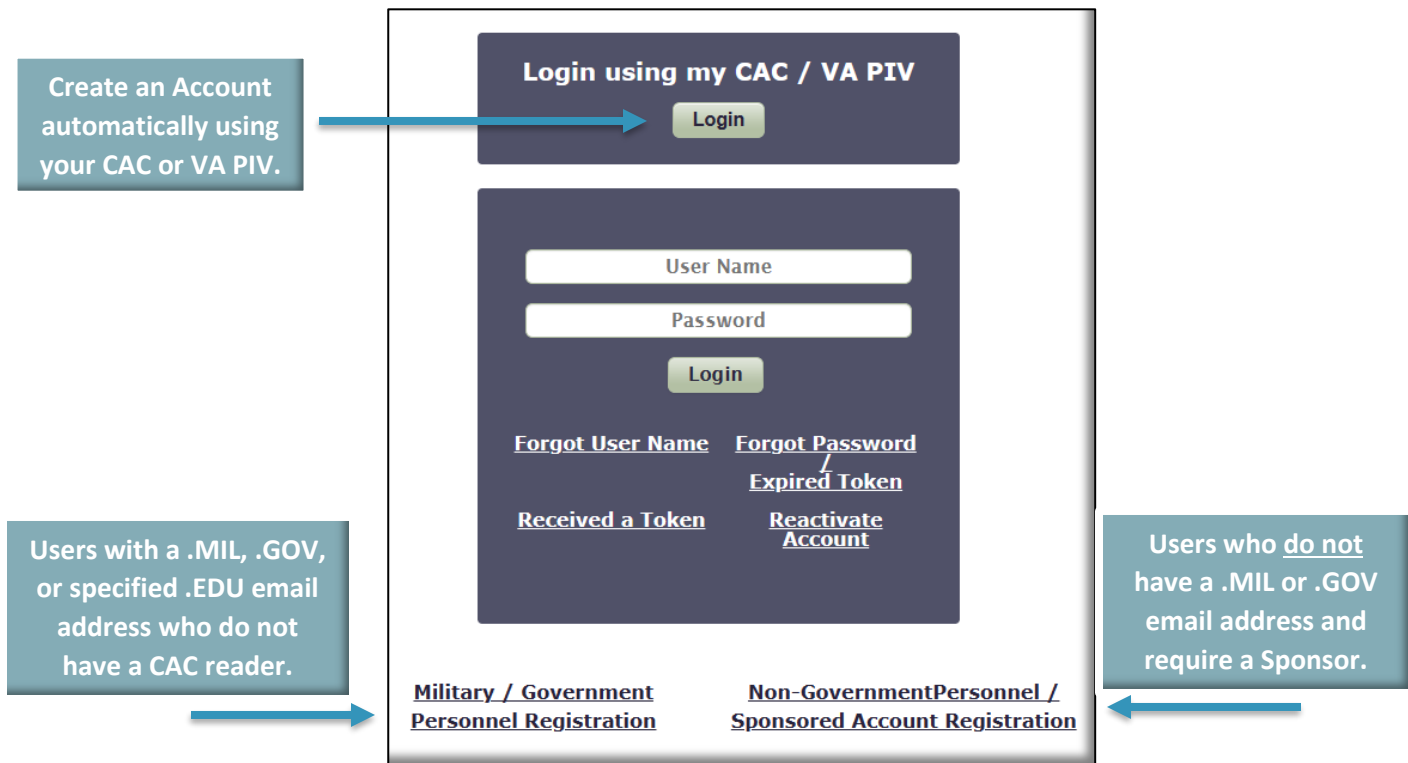 Create an Account
automatically using
your CAC or VA PIV.
Login using my CAC / VA PIV
Login
User Name
Password
Login
Forgot User Name
Forgot Password
/
Expired Token
Received a Token
Reactivate
Account
Users with a .MIL, .GOV,
or specified .EDU email
address who do not
have a CAC reader.
Users who do not
have a .MIL or .GOV
email address and
require a Sponsor.
Military / Government
Personnel Registration
Non-GovernmentPersonnel /
Sponsored Account Registration